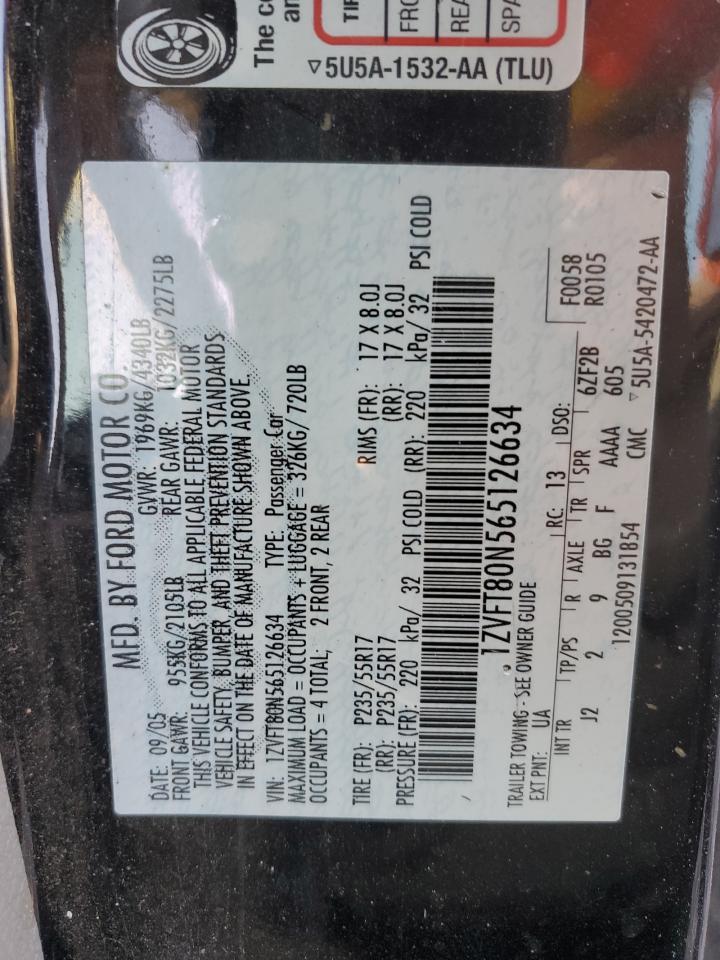 The co
an
TIR
FRO
REA
SPA
▽5U5A-1532-AA (TLU)
MFD. BY FORD MOTOR CO.
DATE: 09/05 GVWR: 1969KG/4340LB
FRONT GAWR: 955KG/2105LB REAR GAWR: 1032KG/2275LB
THIS VEHICLE CONFORMS TO ALL APPLICABLE FEDERAL MOTOR
VEHICLE SAFETY, BUMPER, AND THEFT PREVENTION STANDARDS
IN EFFECT ON THE DATE OF MANUFACTURE SHOWN ABOVE.
VIN: 1ZVFT80N565126634 TYPE: Passenger Car
MAXIMUM LOAD = OCCUPANTS + LUGGAGE = 326KG/720LB
OCCUPANTS = 4 TOTAL; 2 FRONT, 2 REAR
TIRE (FR): P235/55R17 RIMS (FR): 17 X 8.0J
(RR): P235/55R17 (RR): 17 X 8.0J
PRESSURE (FR): 220 kPa/ 32 PSI COLD (RR): 220 kPa/ 32 PSI COLD
1ZVFT80N565126634
TRAILER TOWING - SEE OWNER GUIDE
EXT PNT: UA RC: 13 DSO: F0058
INT TR TP/PS R AXLE TR SPR R0105
J2 2 9 BG F AAAA 6ZF2B
605
1200509131854 CMC ▽5U5A-5420472-AA